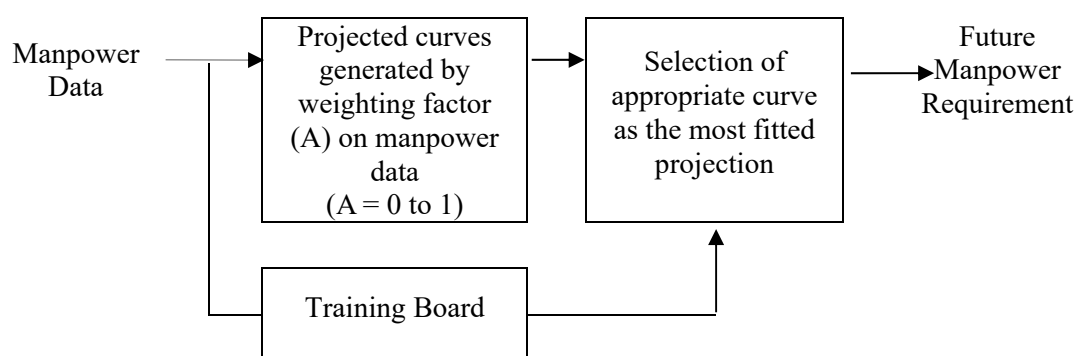 Manpower
Data
Projected curves
generated by
weighting factor
(A) on manpower
data
(A = 0 to 1)
Selection of
appropriate curve
as the most fitted
projection
Future
Manpower
Requirement
Training Board